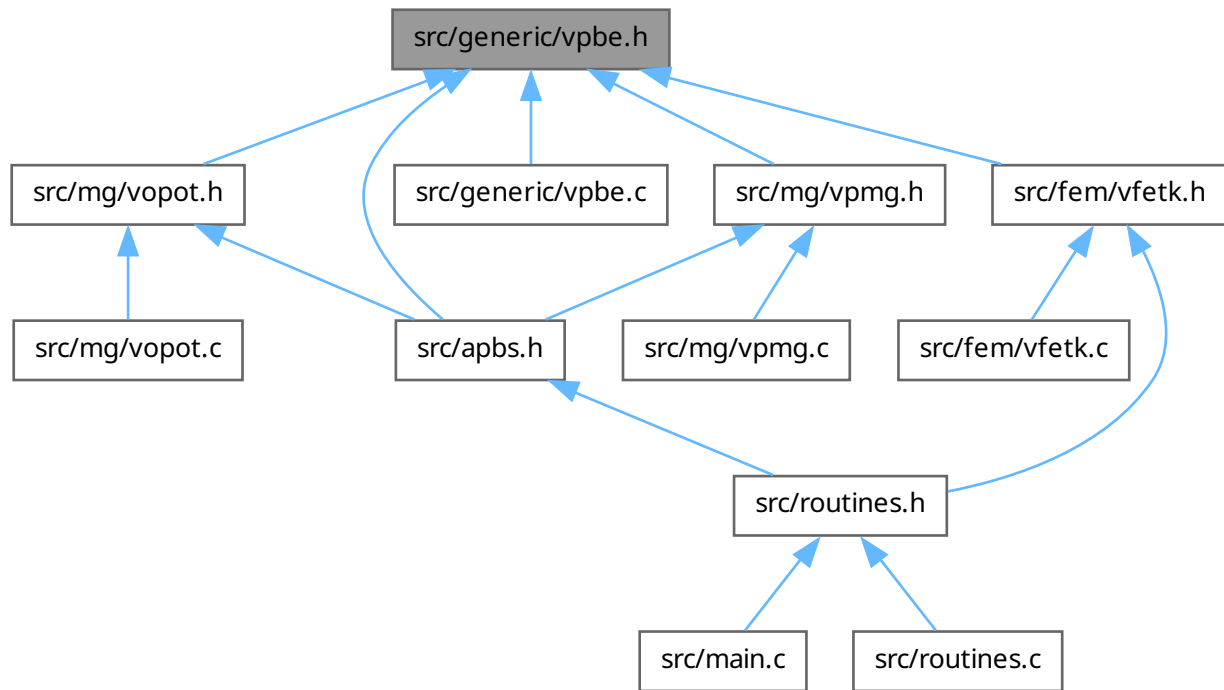 src/generic/vpbe.h
src/mg/vopot.h
src/generic/vpbe.c
src/mg/vpmg.h
src/fem/vfetk.h
src/mg/vopot.c
src/apbs.h
src/mg/vpmg.c
src/fem/vfetk.c
src/routines.h
src/main.c
src/routines.c